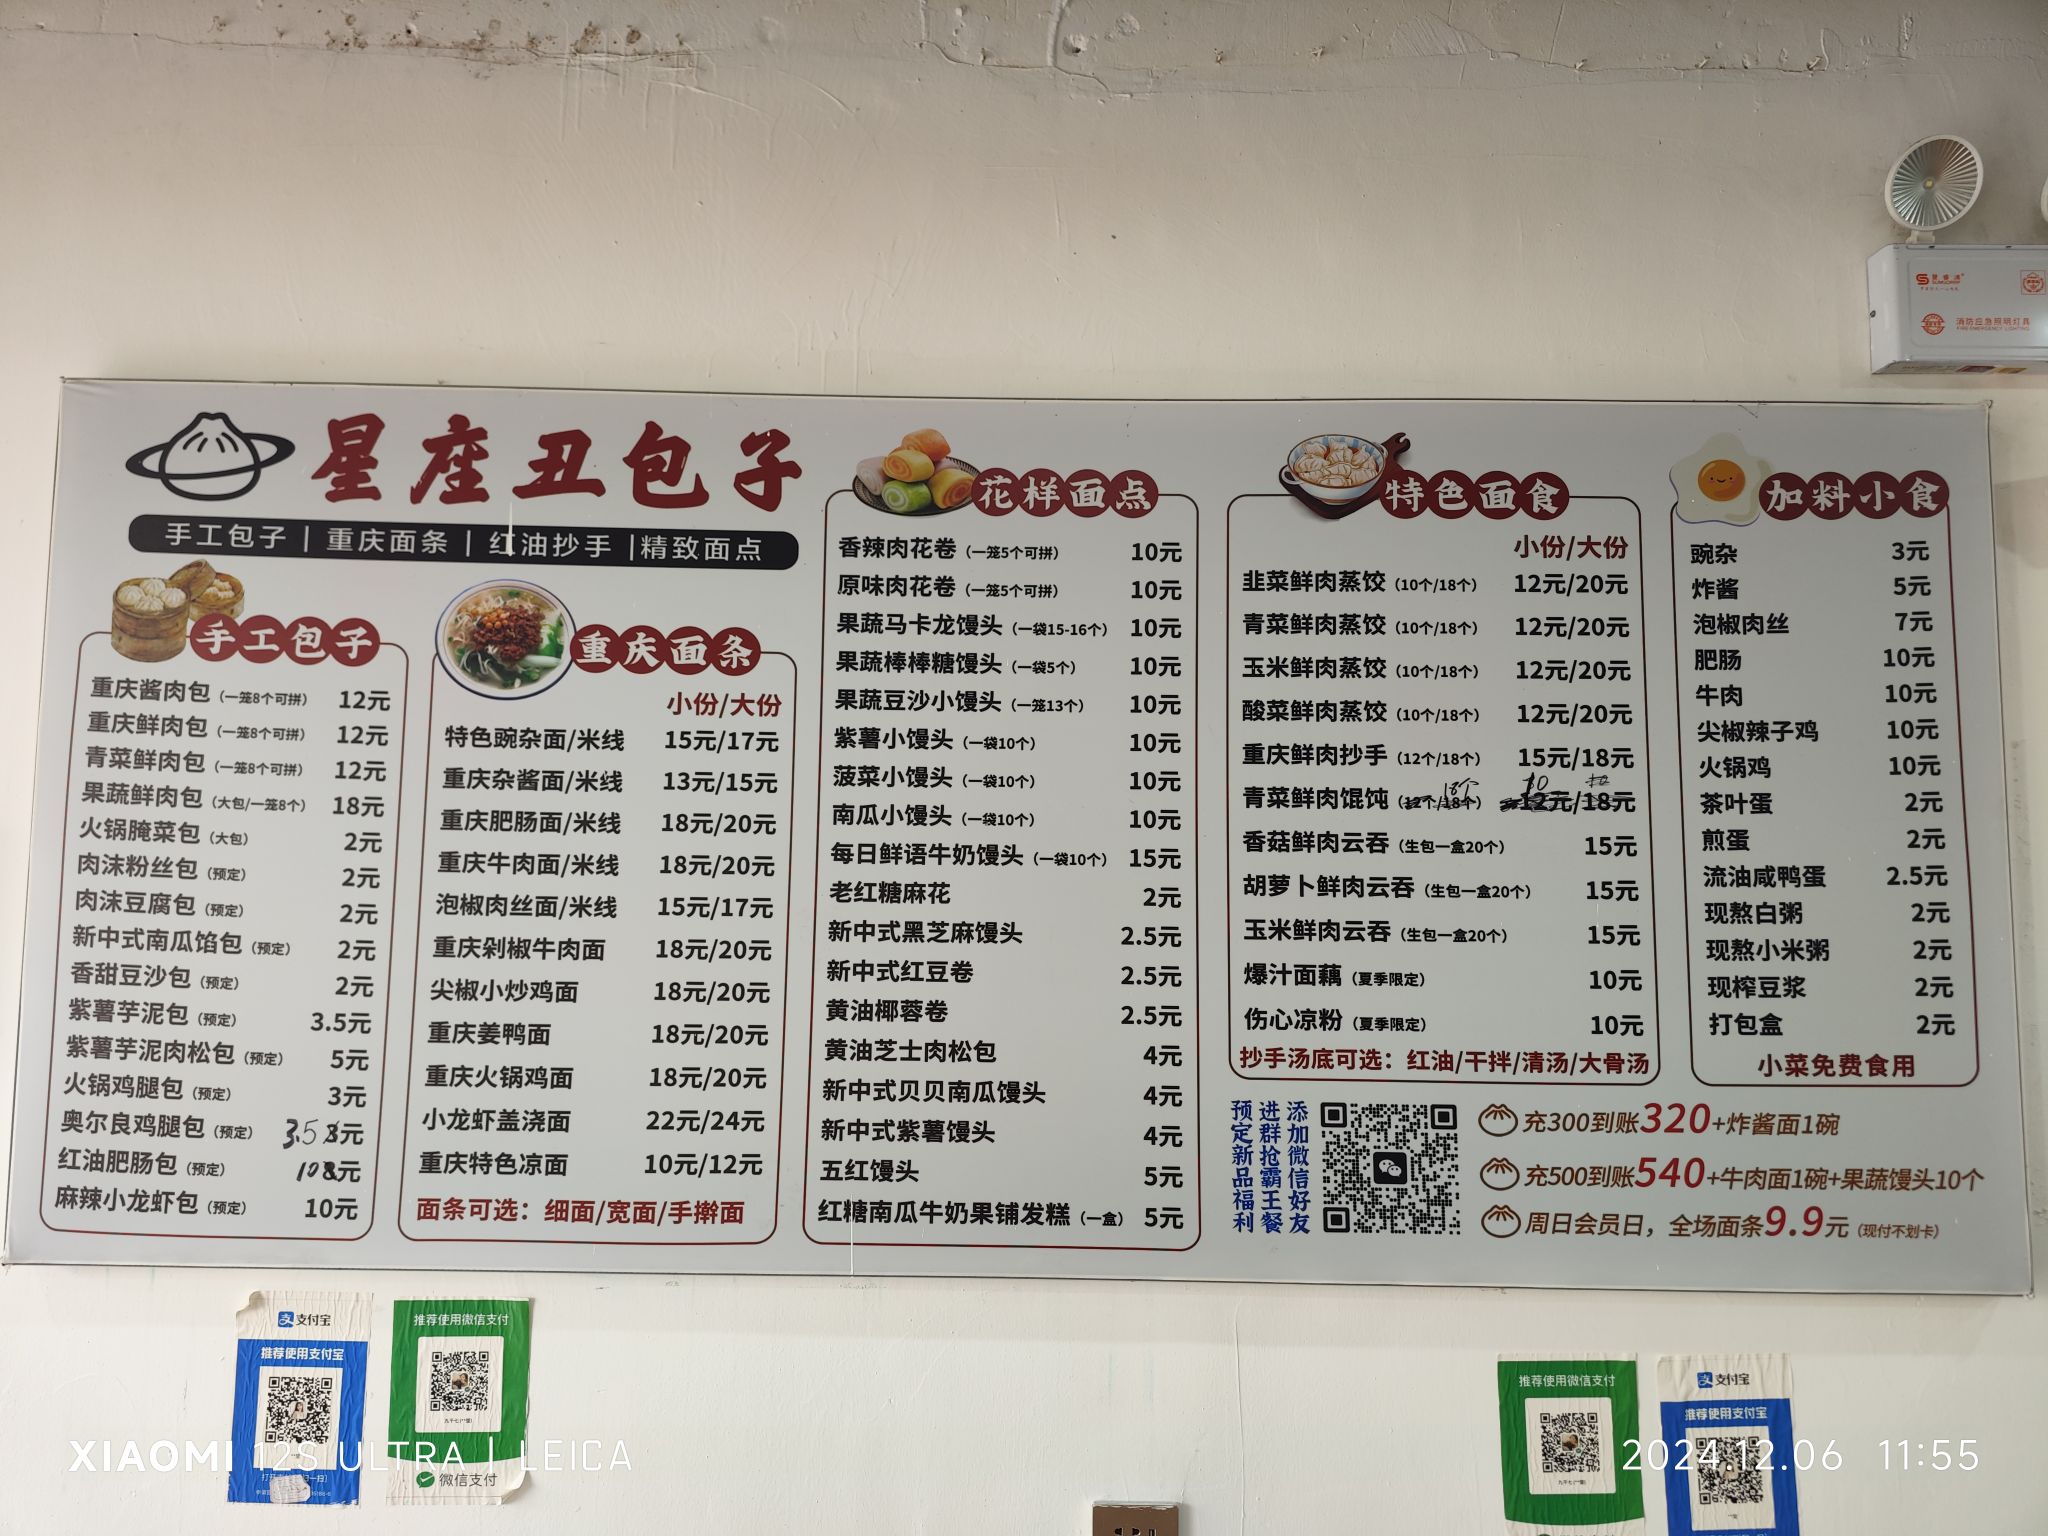 星座丑包子
手工包子 | 重庆面条 | 红油抄手 |精致面点
手工包子
重庆酱肉包（一笼8个可拼） 12元
重庆鲜肉包（一笼8个可拼） 12元
青菜鲜肉包（一笼8个可拼） 12元
果蔬鲜肉包（大包/一笼8个） 18元
火锅腌菜包（大包） 2元
肉沫粉丝包（预定） 2元
肉沫豆腐包（预定） 2元
新中式南瓜馅包（预定） 2元
香甜豆沙包（预定） 2元
紫薯芋泥包（预定） 3.5元
紫薯芋泥肉松包（预定） 5元
火锅鸡腿包（预定） 3元
奥尔良鸡腿包（预定） 3.5 3元
红油肥肠包（预定） 10 元
麻辣小龙虾包（预定） 10元
重庆面条
小份/大份
特色豌杂面/米线 15元/17元
重庆杂酱面/米线 13元/15元
重庆肥肠面/米线 18元/20元
重庆牛肉面/米线 18元/20元
泡椒肉丝面/米线 15元/17元
重庆剁椒牛肉面 18元/20元
尖椒小炒鸡面 18元/20元
重庆姜鸭面 18元/20元
重庆火锅鸡面 18元/20元
小龙虾盖浇面 22元/24元
重庆特色凉面 10元/12元
面条可选：细面/宽面/手擀面
花样面点
香辣肉花卷（一笼5个可拼） 10元
原味肉花卷（一笼5个可拼） 10元
果蔬马卡龙馒头（一袋15-16个） 10元
果蔬棒棒糖馒头（一袋5个） 10元
果蔬豆沙小馒头（一笼13个） 10元
紫薯小馒头（一袋10个） 10元
菠菜小馒头（一袋10个） 10元
南瓜小馒头（一袋10个） 10元
每日鲜语牛奶馒头（一袋10个） 15元
老红糖麻花 2元
新中式黑芝麻馒头 2.5元
新中式红豆卷 2.5元
黄油椰蓉卷 2.5元
黄油芝士肉松包 4元
新中式贝贝南瓜馒头 4元
新中式紫薯馒头 4元
五红馒头 5元
红糖南瓜牛奶果铺发糕（一盒） 5元
特色面食
小份/大份
韭菜鲜肉蒸饺（10个/18个） 12元/20元
青菜鲜肉蒸饺（10个/18个） 12元/20元
玉米鲜肉蒸饺（10个/18个） 12元/20元
酸菜鲜肉蒸饺（10个/18个） 12元/20元
重庆鲜肉抄手（12个/18个） 15元/18元
18个
青菜鲜肉馄饨（12个/18个） 12元/18元
香菇鲜肉云吞（生包一盒20个） 15元
胡萝卜鲜肉云吞（生包一盒20个） 15元
玉米鲜肉云吞（生包一盒20个） 15元
爆汁面藕（夏季限定） 10元
伤心凉粉（夏季限定） 10元
抄手汤底可选：红油/干拌/清汤/大骨汤
加料小食
豌杂 3元
炸酱 5元
泡椒肉丝 7元
肥肠 10元
牛肉 10元
尖椒辣子鸡 10元
火锅鸡 10元
茶叶蛋 2元
煎蛋 2元
流油咸鸭蛋 2.5元
现熬白粥 2元
现熬小米粥 2元
现榨豆浆 2元
打包盒 2元
小菜免费食用
添加微信好友
进群抢霸王餐
预定新品福利
充300到账320+炸酱面1碗
充500到账540+牛肉面1碗+果蔬馒头10个
周日会员日，全场面条9.9元（现付不划卡）
消防应急照明灯具
FIRE EMERGENCY LIGHTING
支付宝
推荐使用支付宝
推荐使用微信支付
微信支付
推荐使用微信支付
支付宝
推荐使用支付宝
XIAOMI 12S ULTRA | LEICA
2024.12.06 11:55